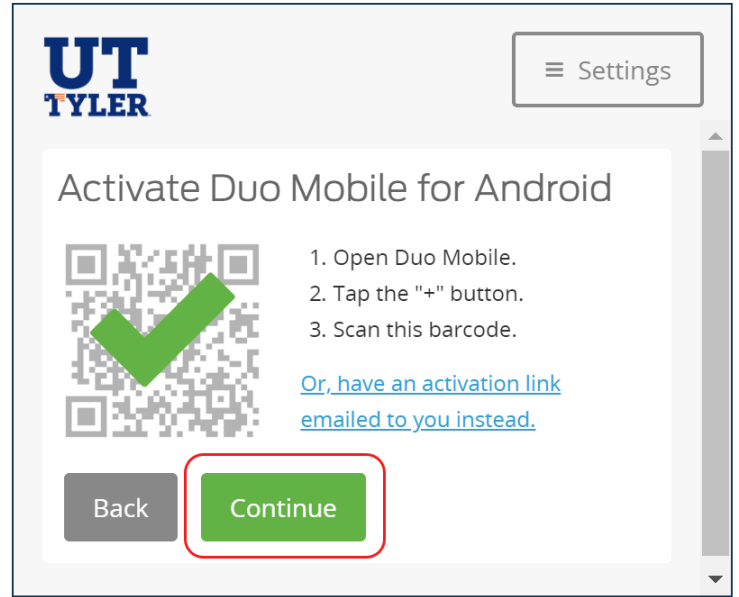 UT
TYLER
≡ Settings
Activate Duo Mobile for Android
1. Open Duo Mobile.
2. Tap the "+" button.
3. Scan this barcode.
Or, have an activation link
emailed to you instead.
Back
Continue